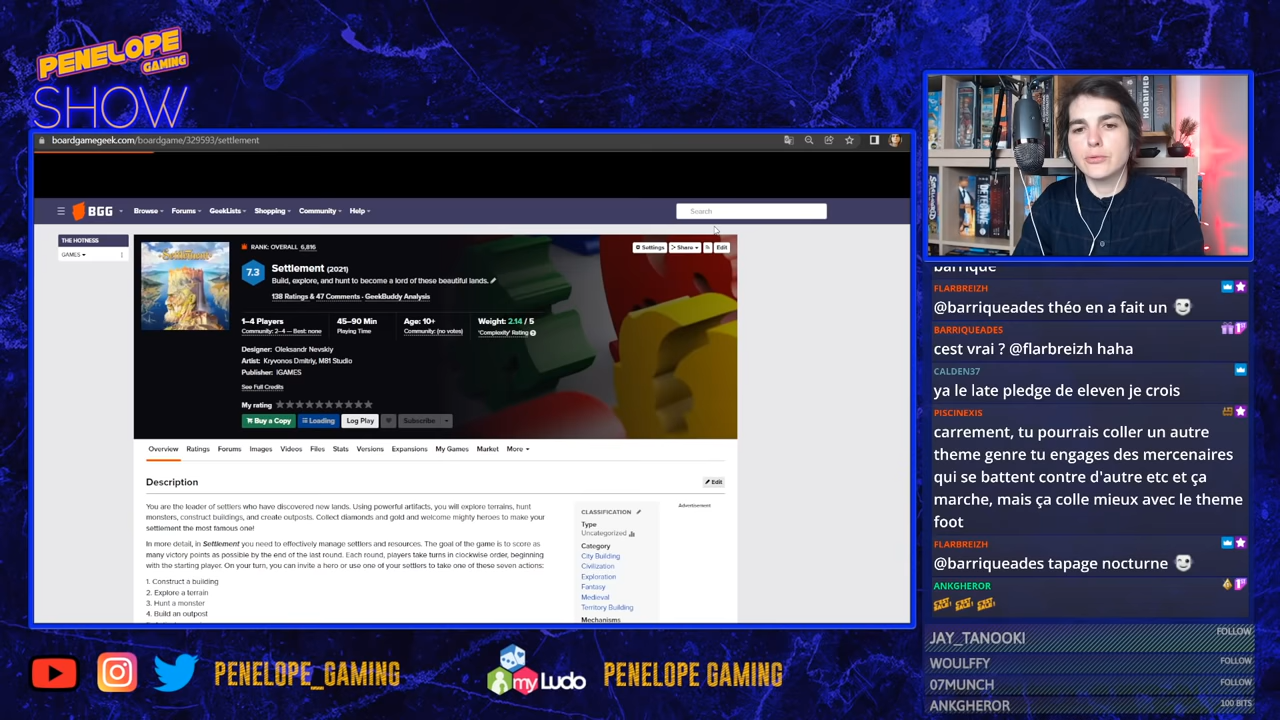 PENELOPE
GAMING
SHOW
boardgamegeek.com/boardgame/329593/settlement
BGG
Browse
Forums
GeekLists
Shopping
Community
Help
Search
THE HOTNESS
GAMES
RANK: OVERALL 6,816
Settings
Share
Edit
7.3
Settlement (2021)
Build, explore, and hunt to become a lord of these beautiful lands.
138 Ratings & 47 Comments · GeekBuddy Analysis
1–4 Players
Community: 2–4 — Best: none
45–90 Min
Playing Time
Age: 10+
Community: (no votes)
Weight: 2.14 / 5
'Complexity' Rating
Designer: Oleksandr Nevskiy
Artist: Kryvonos Dmitriy, M81 Studio
Publisher: IGAMES
See Full Credits
My rating
Buy a Copy
Loading
Log Play
Subscribe
Overview
Ratings
Forums
Images
Videos
Files
Stats
Versions
Expansions
My Games
Market
More
Description
Edit
You are the leader of settlers who have discovered new lands. Using powerful artifacts, you will explore terrains, hunt
monsters, construct buildings, and create outposts. Collect diamonds and gold and welcome mighty heroes to make your
settlement the most famous one!
In more detail, in Settlement you need to effectively manage settlers and resources. The goal of the game is to score as
many victory points as possible by the end of the last round. Each round, players take turns in clockwise order, beginning
with the starting player. On your turn, you can invite a hero or use one of your settlers to take one of these seven actions:
1. Construct a building
2. Explore a terrain
3. Hunt a monster
4. Build an outpost
CLASSIFICATION
Type
Uncategorized
Category
City Building
Civilization
Exploration
Fantasy
Medieval
Territory Building
Mechanisms
Advertisement
HORRIFIED
barrique
FLARBREIZH
@barriqueades théo en a fait un
BARRIQUEADES
cest vrai ? @flarbreizh haha
CALDEN37
ya le late pledge de eleven je crois
PISCINEXIS
carrement, tu pourrais coller un autre
theme genre tu engages des mercenaires
qui se battent contre d'autre donc et ça
marche, mais ça colle mieux avec le theme
foot
FLARBREIZH
@barriqueades tapage nocturne
ANKGHEROR
JAY_TANOOKI
FOLLOW
WOULFFY
FOLLOW
07MUNCH
FOLLOW
ANKGHEROR
100 BITS
PENELOPE_GAMING
myLudo
PENELOPE GAMING